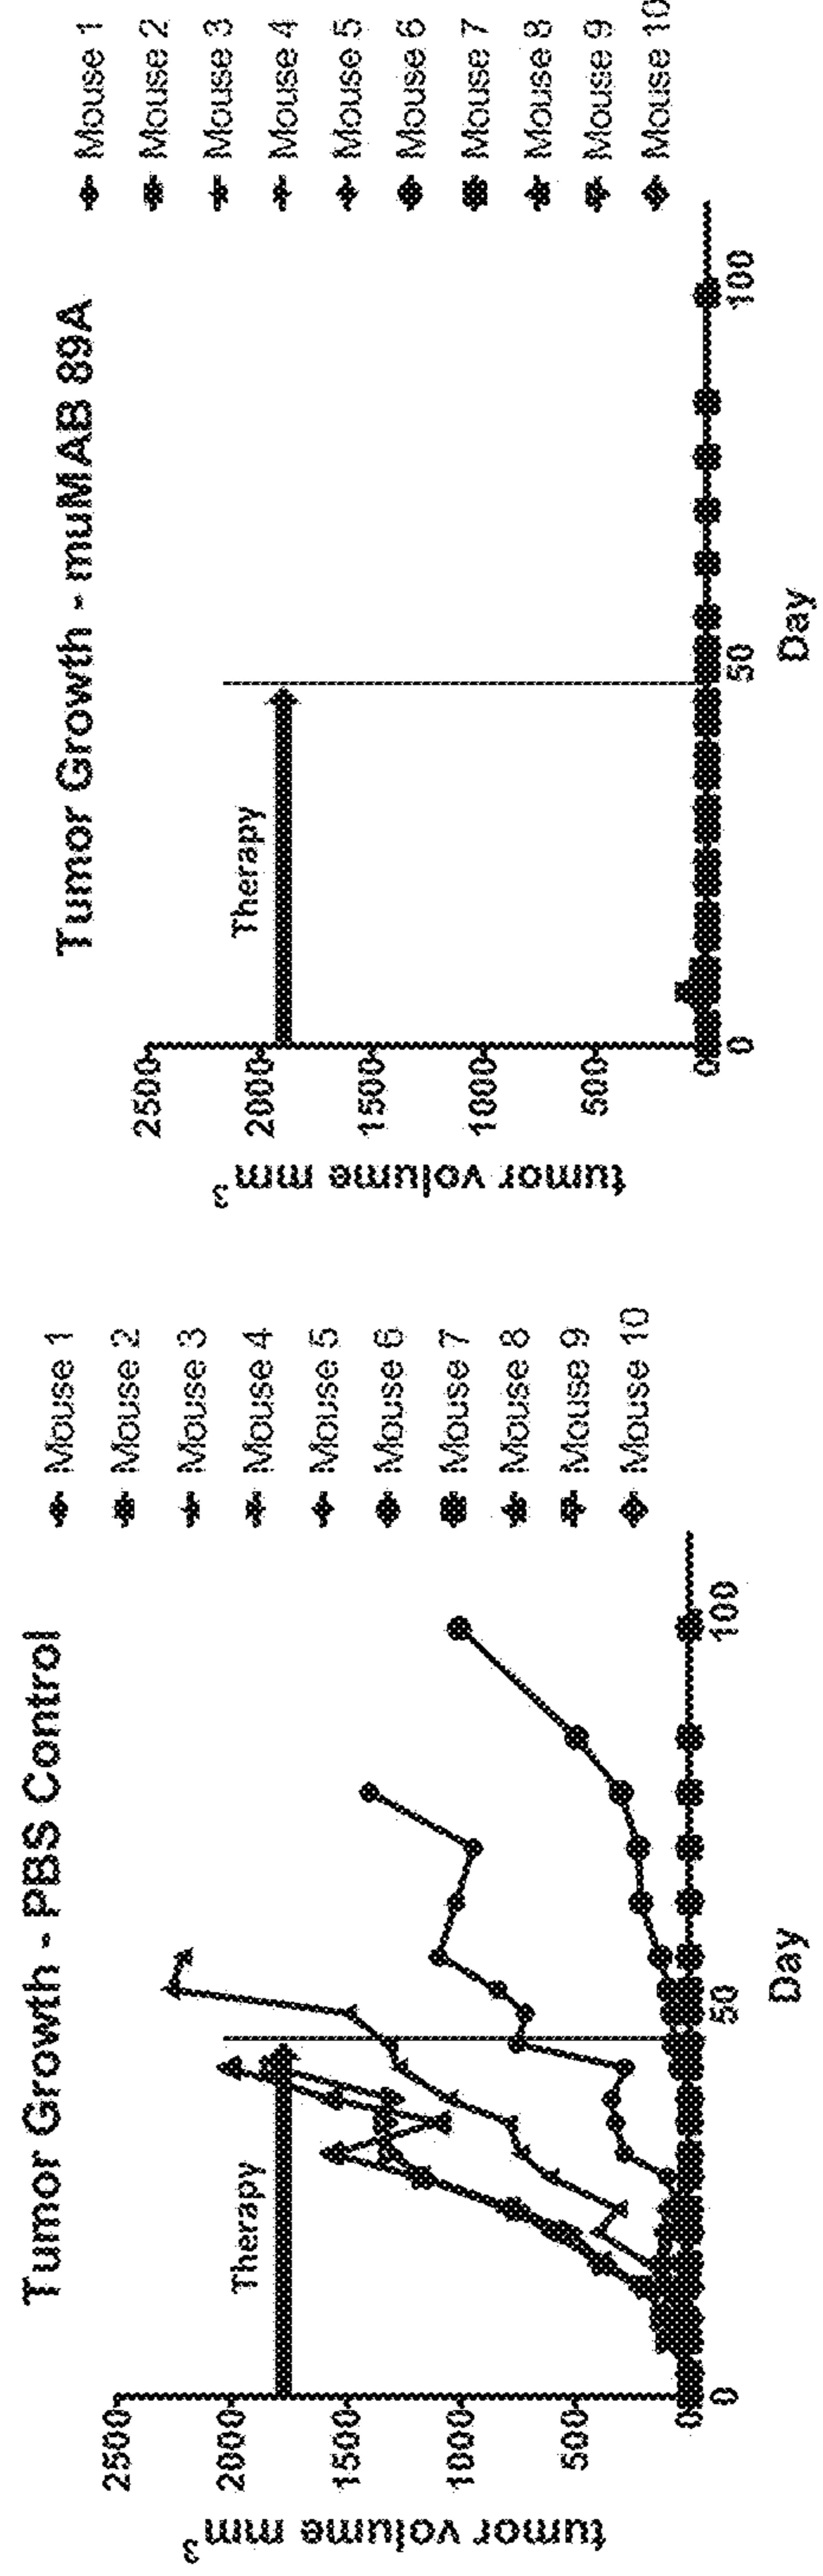 Tumor Growth - PBS Control
tumor volume mm³
2500
2000
1500
1000
500
0
Therapy
0
50
100
Day
Mouse 1
Mouse 2
Mouse 3
Mouse 4
Mouse 5
Mouse 6
Mouse 7
Mouse 8
Mouse 9
Mouse 10
Tumor Growth - muMAB 89A
tumor volume mm³
2500
2000
1500
1000
500
0
Therapy
0
50
100
Day
Mouse 1
Mouse 2
Mouse 3
Mouse 4
Mouse 5
Mouse 6
Mouse 7
Mouse 8
Mouse 9
Mouse 10